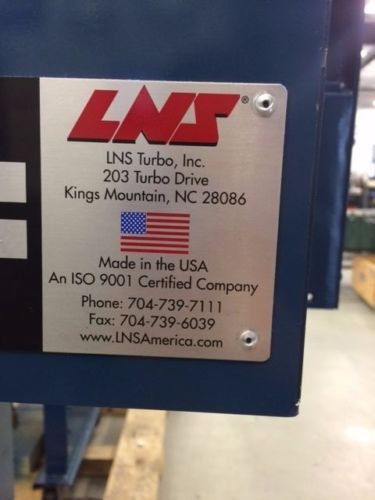 LNS®
LNS Turbo, Inc.
203 Turbo Drive
Kings Mountain, NC 28086
Made in the USA
An ISO 9001 Certified Company
Phone: 704-739-7111
Fax: 704-739-6039
www.LNSAmerica.com